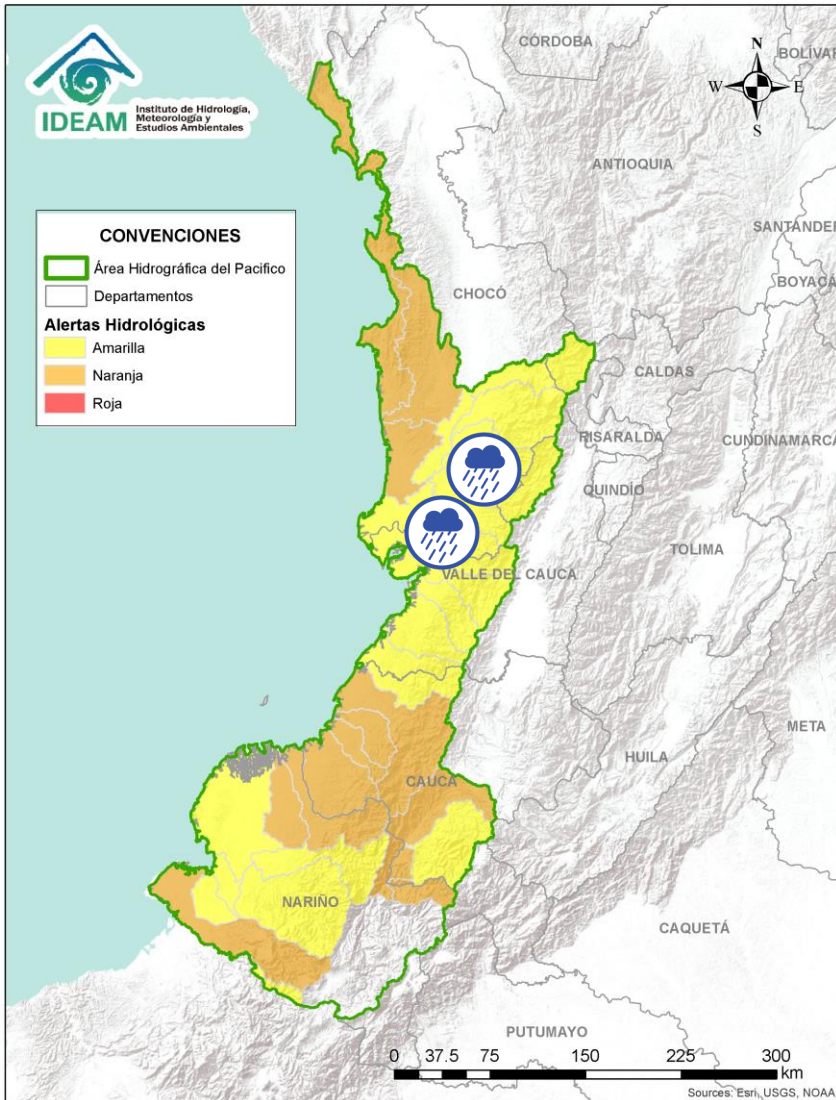 IDEAM
Instituto de Hidrología,
Meteorología y
Estudios Ambientales
N
W
E
S
CONVENCIONES
Área Hidrográfica del Pacifico
Departamentos
Alertas Hidrológicas
Amarilla
Naranja
Roja
CÓRDOBA
BOLÍVAR
ANTIOQUIA
SANTANDER
BOYACÁ
CHOCÓ
CALDAS
RISARALDA
CUNDINAMARCA
QUINDÍO
TOLIMA
VALLE DEL CAUCA
META
HUILA
CAUCA
NARIÑO
CAQUETÁ
PUTUMAYO
0 37.5 75 150 225 300
km
Sources: Esri, USGS, NOAA